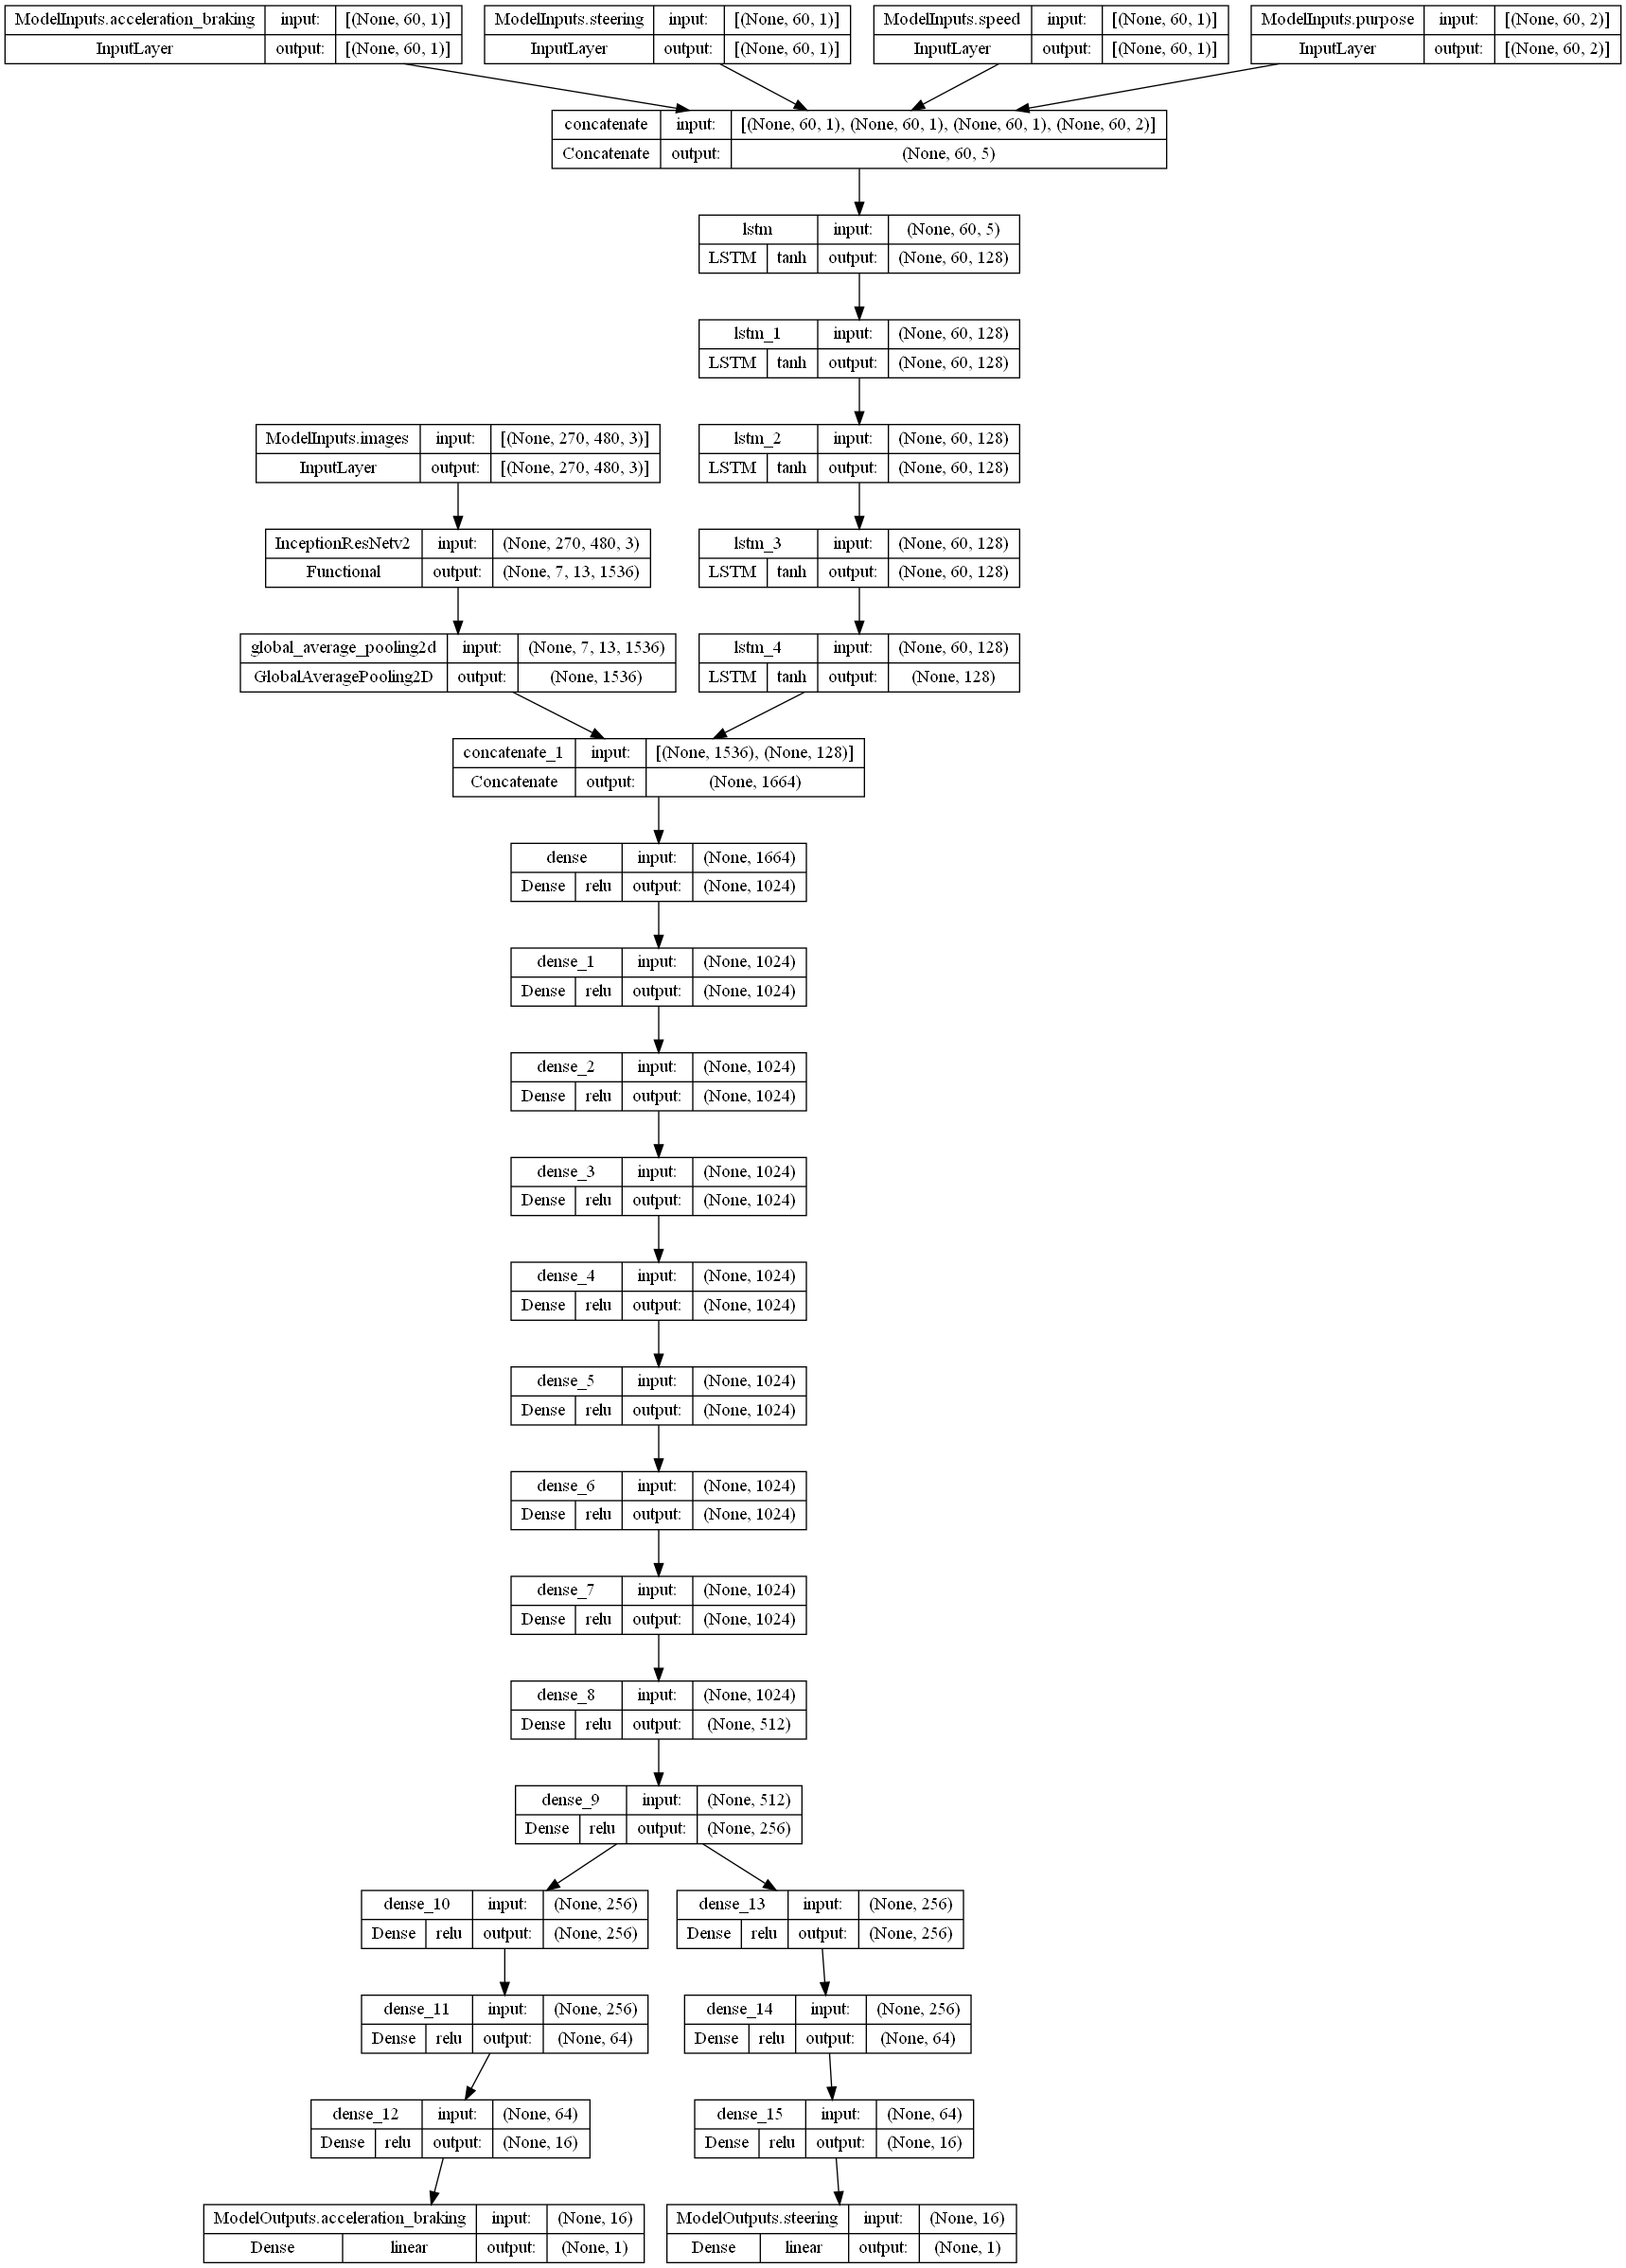 ModelInputs.acceleration_braking input: [(None, 60, 1)]
InputLayer output: [(None, 60, 1)]
ModelInputs.steering input: [(None, 60, 1)]
InputLayer output: [(None, 60, 1)]
ModelInputs.speed input: [(None, 60, 1)]
InputLayer output: [(None, 60, 1)]
ModelInputs.purpose input: [(None, 60, 2)]
InputLayer output: [(None, 60, 2)]
concatenate input: [(None, 60, 1), (None, 60, 1), (None, 60, 1), (None, 60, 2)]
Concatenate output: (None, 60, 5)
lstm input: (None, 60, 5)
LSTM tanh output: (None, 60, 128)
lstm_1 input: (None, 60, 128)
LSTM tanh output: (None, 60, 128)
ModelInputs.images input: [(None, 270, 480, 3)]
InputLayer output: [(None, 270, 480, 3)]
lstm_2 input: (None, 60, 128)
LSTM tanh output: (None, 60, 128)
InceptionResNetv2 input: (None, 270, 480, 3)
Functional output: (None, 7, 13, 1536)
lstm_3 input: (None, 60, 128)
LSTM tanh output: (None, 60, 128)
global_average_pooling2d input: (None, 7, 13, 1536)
GlobalAveragePooling2D output: (None, 1536)
lstm_4 input: (None, 60, 128)
LSTM tanh output: (None, 128)
concatenate_1 input: [(None, 1536), (None, 128)]
Concatenate output: (None, 1664)
dense input: (None, 1664)
Dense relu output: (None, 1024)
dense_1 input: (None, 1024)
Dense relu output: (None, 1024)
dense_2 input: (None, 1024)
Dense relu output: (None, 1024)
dense_3 input: (None, 1024)
Dense relu output: (None, 1024)
dense_4 input: (None, 1024)
Dense relu output: (None, 1024)
dense_5 input: (None, 1024)
Dense relu output: (None, 1024)
dense_6 input: (None, 1024)
Dense relu output: (None, 1024)
dense_7 input: (None, 1024)
Dense relu output: (None, 1024)
dense_8 input: (None, 1024)
Dense relu output: (None, 512)
dense_9 input: (None, 512)
Dense relu output: (None, 256)
dense_10 input: (None, 256)
Dense relu output: (None, 256)
dense_13 input: (None, 256)
Dense relu output: (None, 256)
dense_11 input: (None, 256)
Dense relu output: (None, 64)
dense_14 input: (None, 256)
Dense relu output: (None, 64)
dense_12 input: (None, 64)
Dense relu output: (None, 16)
dense_15 input: (None, 64)
Dense relu output: (None, 16)
ModelOutputs.acceleration_braking input: (None, 16)
Dense linear output: (None, 1)
ModelOutputs.steering input: (None, 16)
Dense linear output: (None, 1)